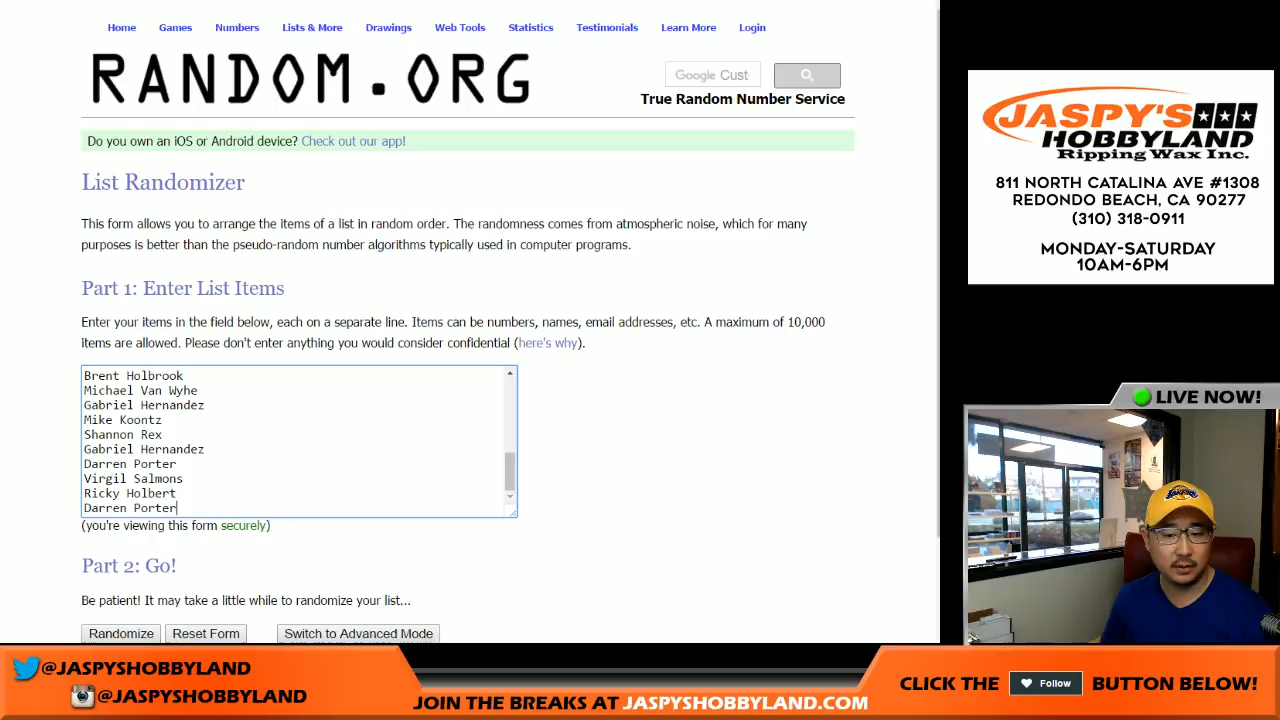 Home Games Numbers Lists & More Drawings Web Tools Statistics Testimonials Learn More Login
RANDOM.ORG
Google Cust
True Random Number Service
Do you own an iOS or Android device? Check out our app!
List Randomizer
This form allows you to arrange the items of a list in random order. The randomness comes from atmospheric noise, which for many
purposes is better than the pseudo-random number algorithms typically used in computer programs.
Part 1: Enter List Items
Enter your items in the field below, each on a separate line. Items can be numbers, names, email addresses, etc. A maximum of 10,000
items are allowed. Please don't enter anything you would consider confidential (here's why).
Brent Holbrook
Michael Van Wyhe
Gabriel Hernandez
Mike Koontz
Shannon Rex
Gabriel Hernandez
Darren Porter
Virgil Salmons
Ricky Holbert
Darren Porter
(you're viewing this form securely)
Part 2: Go!
Be patient! It may take a little while to randomize your list...
Randomize Reset Form Switch to Advanced Mode
JASPY'S
HOBBYLAND
Ripping Wax Inc.
811 NORTH CATALINA AVE #1308
REDONDO BEACH, CA 90277
(310) 318-0911
MONDAY-SATURDAY
10AM-6PM
LIVE NOW!
LAKERS
@JASPYSHOBBYLAND
@JASPYSHOBBYLAND
JOIN THE BREAKS AT JASPYSHOBBYLAND.COM
CLICK THE Follow BUTTON BELOW!